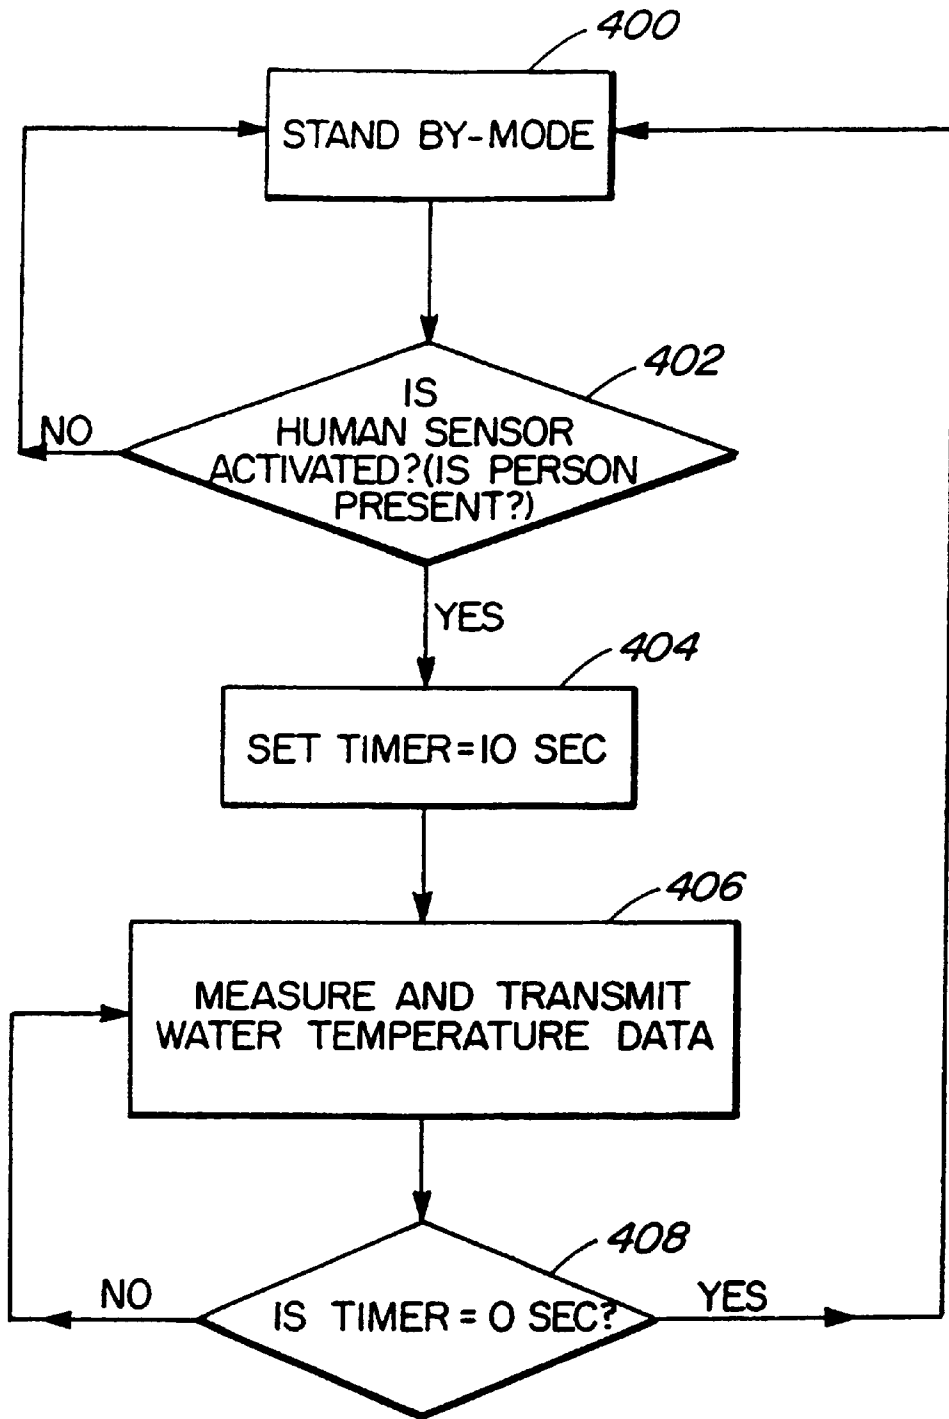 400
STAND BY-MODE
402
IS
HUMAN SENSOR
ACTIVATED?(IS PERSON
PRESENT?)
NO
YES
404
SET TIMER=10 SEC
406
MEASURE AND TRANSMIT
WATER TEMPERATURE DATA
408
IS TIMER=0 SEC?
NO
YES